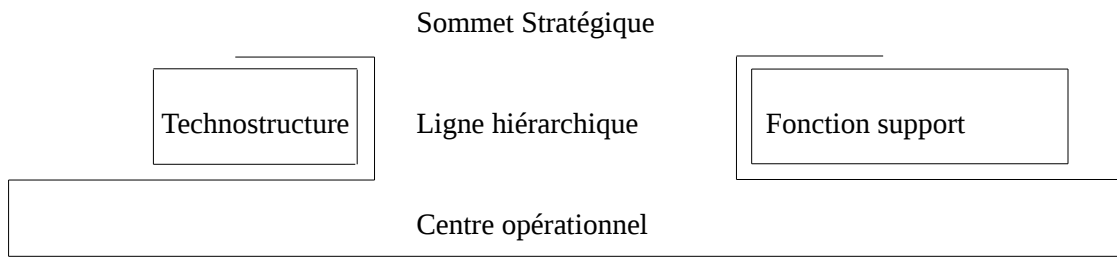 Sommet Stratégique
Technostructure Ligne hiérarchique Fonction support
Centre opérationnel